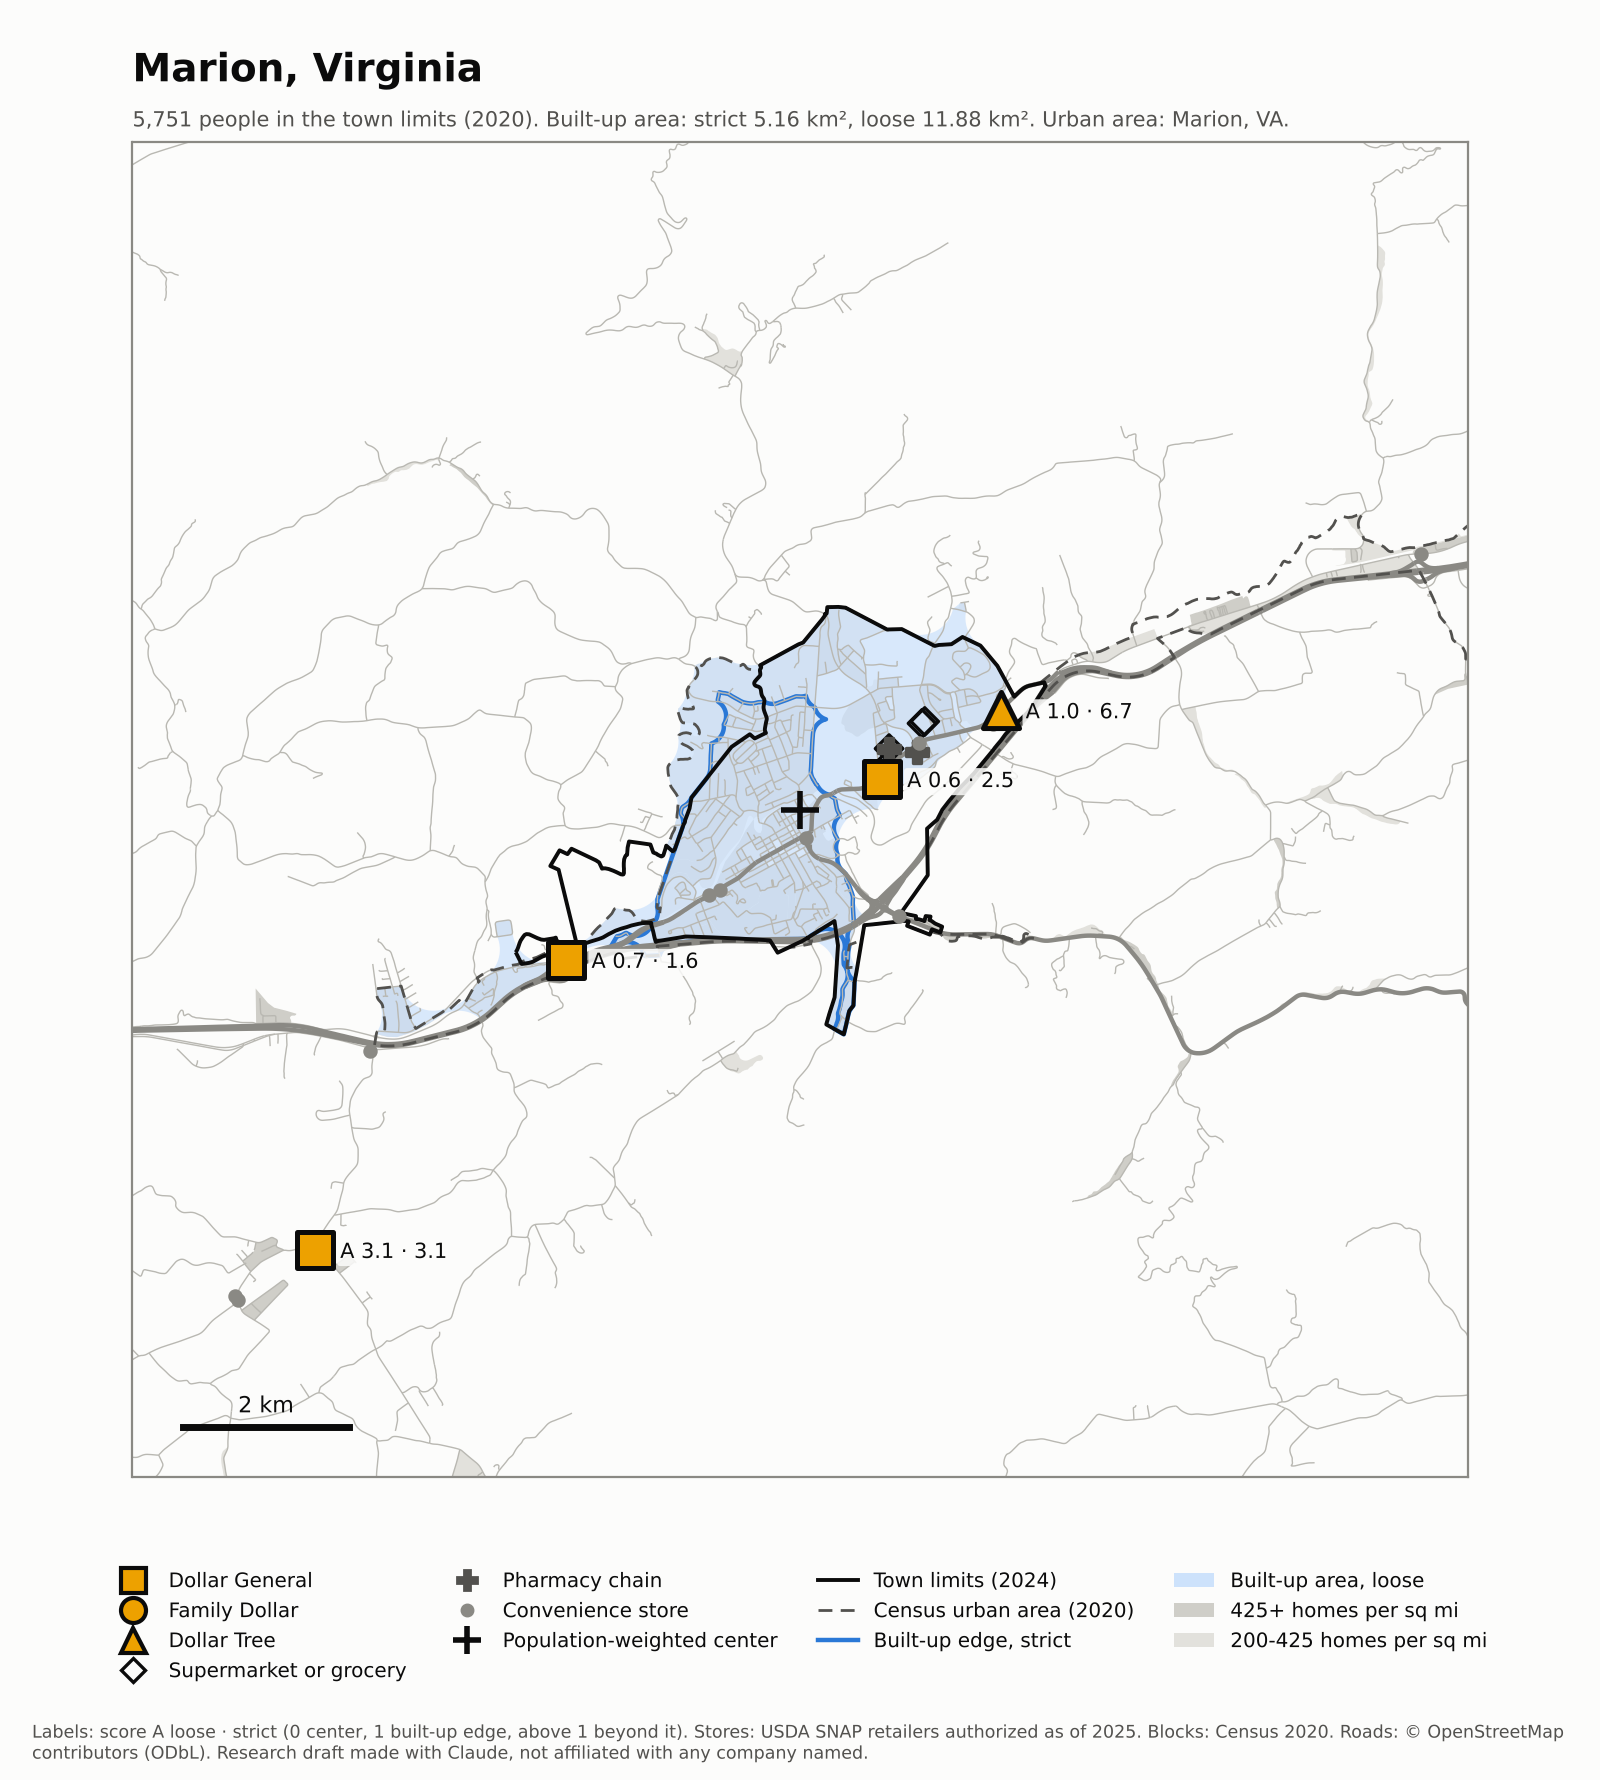 Marion, Virginia
5,751 people in the town limits (2020). Built-up area: strict 5.16 km², loose 11.88 km². Urban area: Marion, VA.
A 1.0 · 6.7
A 0.6 · 2.5
A 0.7 · 1.6
A 3.1 · 3.1
2 km
Dollar General
Family Dollar
Dollar Tree
Supermarket or grocery
Pharmacy chain
Convenience store
Population-weighted center
Town limits (2024)
Census urban area (2020)
Built-up edge, strict
Built-up area, loose
425+ homes per sq mi
200-425 homes per sq mi
Labels: score A loose · strict (0 center, 1 built-up edge, above 1 beyond it). Stores: USDA SNAP retailers authorized as of 2025. Blocks: Census 2020. Roads: © OpenStreetMap
contributors (ODbL). Research draft made with Claude, not affiliated with any company named.